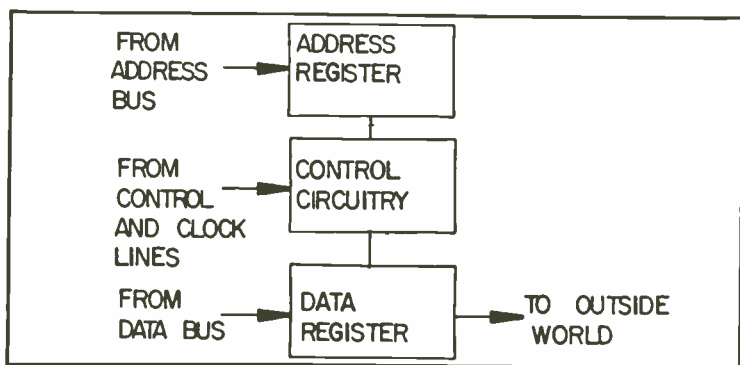 FROM
ADDRESS
BUS
ADDRESS
REGISTER
FROM
CONTROL
AND CLOCK
LINES
CONTROL
CIRCUITRY
FROM
DATA BUS
DATA
REGISTER
TO OUTSIDE
WORLD